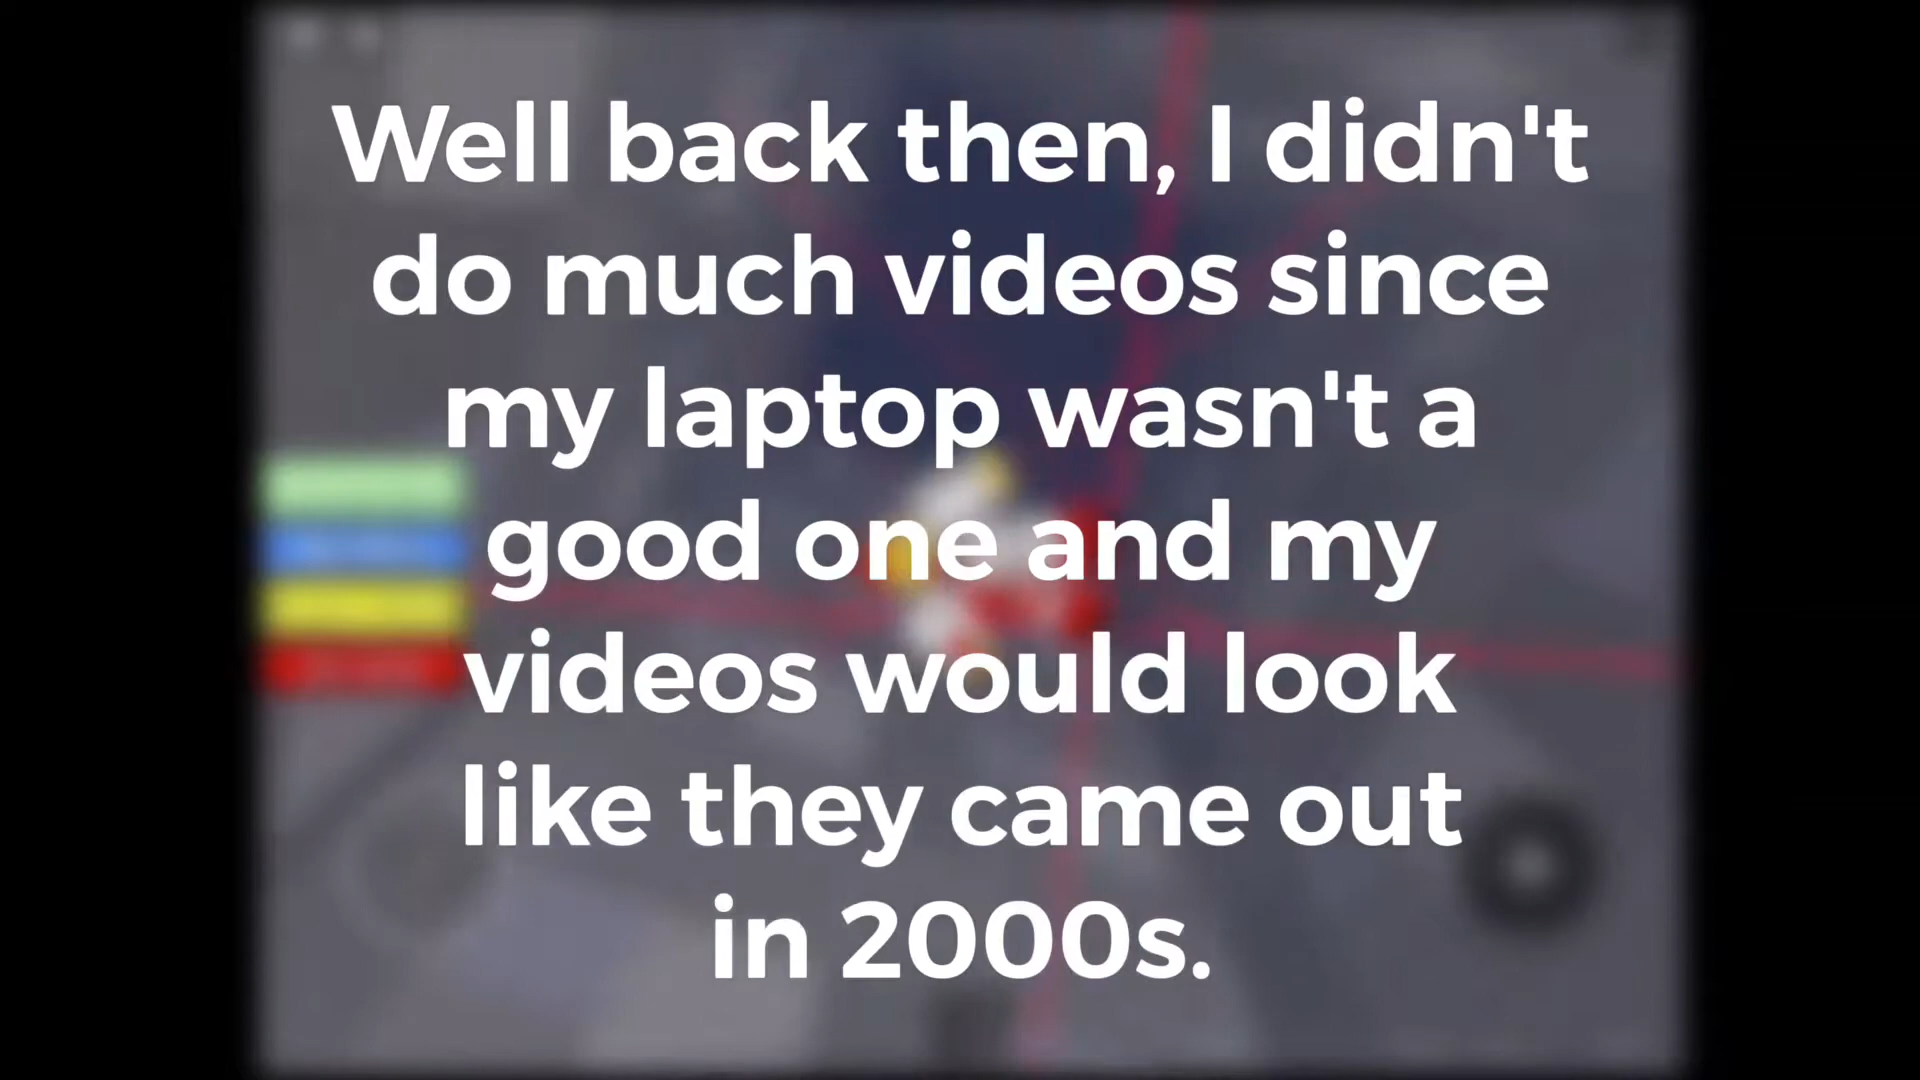 Well back then, I didn't
do much videos since
my laptop wasn't a
good one and my
videos would look
like they came out
in 2000s.